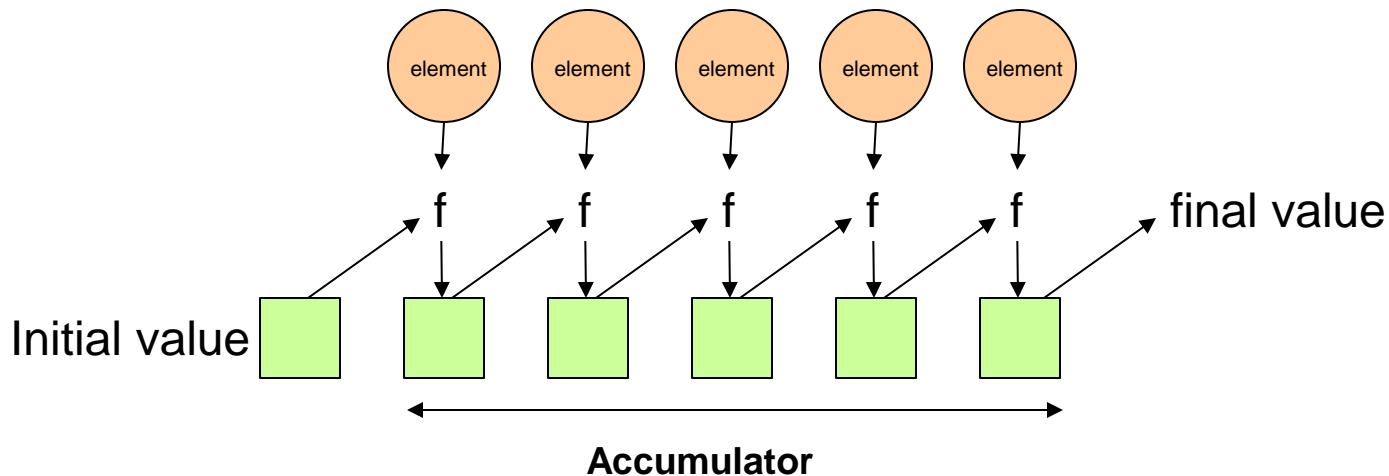 element element element element element
f f f f f final value
Initial value
Accumulator